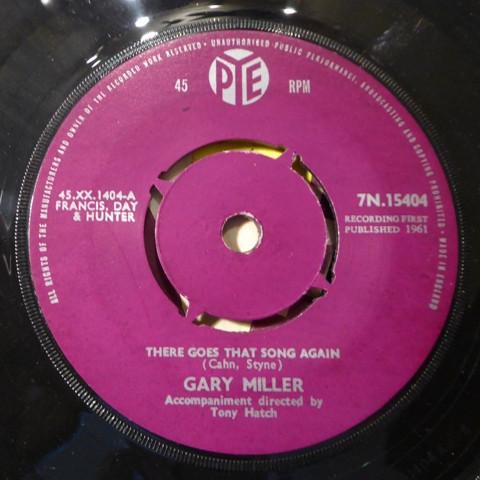 ALL RIGHTS OF THE MANUFACTURERS AND OWNER OF THE RECORDED WORK RESERVED • UNAUTHORISED PUBLIC PERFORMANCE, BROADCASTING AND COPYING PROHIBITED • MADE IN ENGLAND
PYE
45 RPM
45.XX.1404-A
FRANCIS, DAY
& HUNTER
7N.15404
RECORDING FIRST
PUBLISHED 1961
THERE GOES THAT SONG AGAIN
(Cahn, Styne)
GARY MILLER
Accompaniment directed by
Tony Hatch